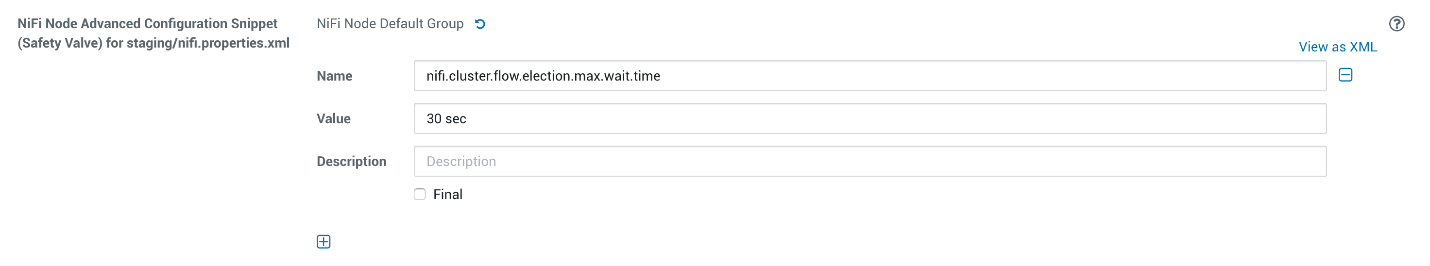 NiFi Node Advanced Configuration Snippet
(Safety Valve) for staging/nifi.properties.xml
NiFi Node Default Group
View as XML
Name
nifi.cluster.flow.election.max.wait.time
Value
30 sec
Description
Description
Final